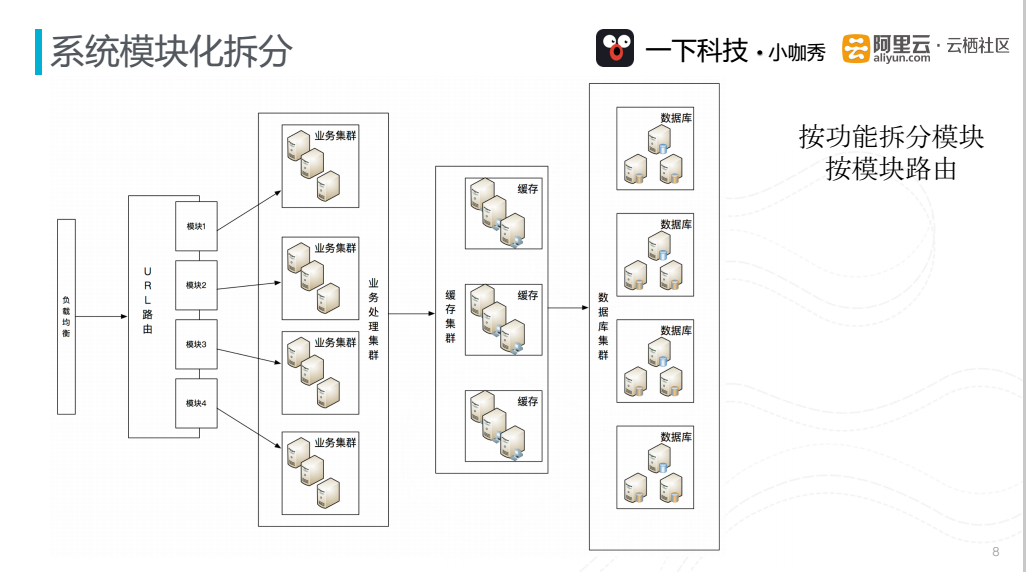 系统模块化拆分
一下科技·小咖秀
阿里云·云栖社区
aliyun.com
按功能拆分模块
按模块路由
负载均衡
URL路由
模块1
模块2
模块3
模块4
业务集群
业务集群
业务集群
业务集群
业务处理集群
缓存集群
缓存
缓存
缓存
数据库集群
数据库
数据库
数据库
数据库
8